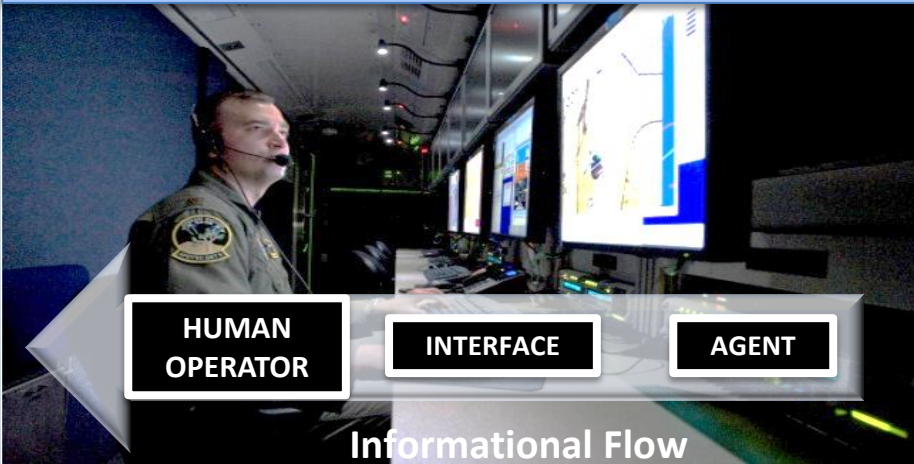 HUMAN
OPERATOR
INTERFACE
AGENT
Informational Flow